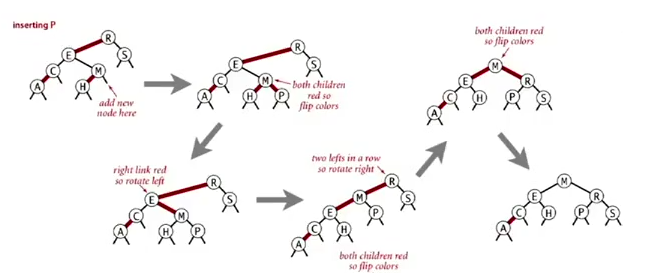 inserting P
R
E
S
C
M
A
H
add new
node here
R
E
S
C
M
A
H
P
both children
red so
flip colors
right link red
so rotate left
R
E
S
C
M
A
H
P
two lefts in a row
so rotate right
R
M
S
E
P
C
H
A
both children red
so flip colors
both children red
so flip colors
M
E
R
C
H
P
S
A
M
E
R
C
H
P
S
A